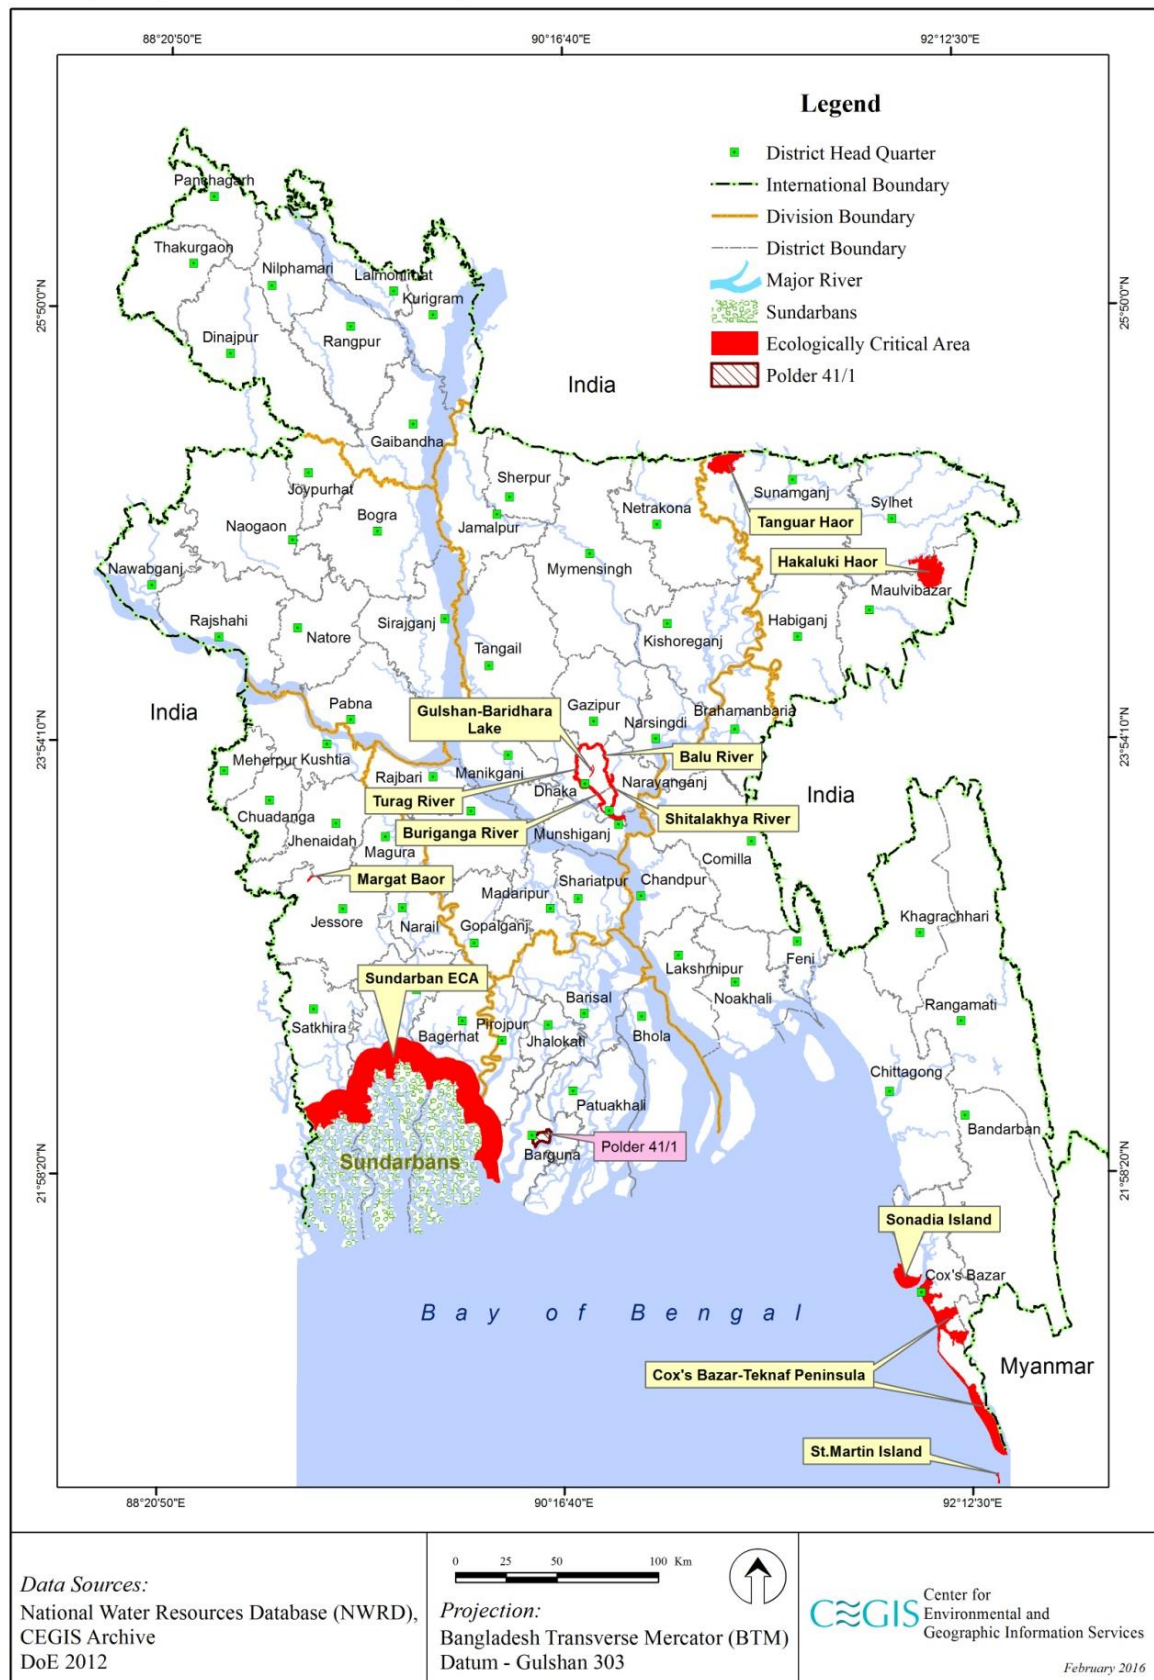 88°20'50"E
90°16'40"E
92°12'30"E
Legend
District Head Quarter
International Boundary
Division Boundary
District Boundary
Major River
Sundarbans
Ecologically Critical Area
Polder 41/1
25°50'0"N
25°50'0"N
Panchagarh
Thakurgaon
Nilphamari
Lalmonirhat
Kurigram
Dinajpur
Rangpur
India
Gaibandha
Joypurhat
Sherpur
Sunamganj
Sylhet
Naogaon
Bogra
Jamalpur
Netrakona
Tanguar Haor
Mymensingh
Hakaluki Haor
Nawabganj
Maulvibazar
Rajshahi
Natore
Sirajganj
Kishoreganj
Habiganj
Tangail
India
Pabna
Gulshan-Baridhara
Lake
Gazipur
Narsingdi
Brahamanbaria
23°54'10"N
23°54'10"N
Meherpur
Kushtia
Rajbari
Manikganj
Balu River
Dhaka
Narayanganj
India
Turag River
Chuadanga
Shitalakhya River
Jhenaidah
Buriganga River
Munshiganj
Magura
Comilla
Margat Baor
Madaripur
Shariatpur
Chandpur
Jessore
Narail
Gopalganj
Khagrachhari
Feni
Lakshmipur
Sundarban ECA
Noakhali
Satkhira
Bagerhat
Pirojpur
Jhalokati
Barisal
Bhola
Rangamati
Chittagong
Patuakhali
Bandarban
Barguna
Polder 41/1
Sundarbans
21°58'20"N
21°58'20"N
Sonadia Island
Cox's Bazar
Bay of Bengal
Cox's Bazar-Teknaf Peninsula
Myanmar
St.Martin Island
88°20'50"E
90°16'40"E
92°12'30"E
Data Sources:
National Water Resources Database (NWRD),
CEGIS Archive
DoE 2012
0 25 50 100 Km
Projection:
Bangladesh Transverse Mercator (BTM)
Datum - Gulshan 303
CEGIS
Center for
Environmental and
Geographic Information Services
February 2016